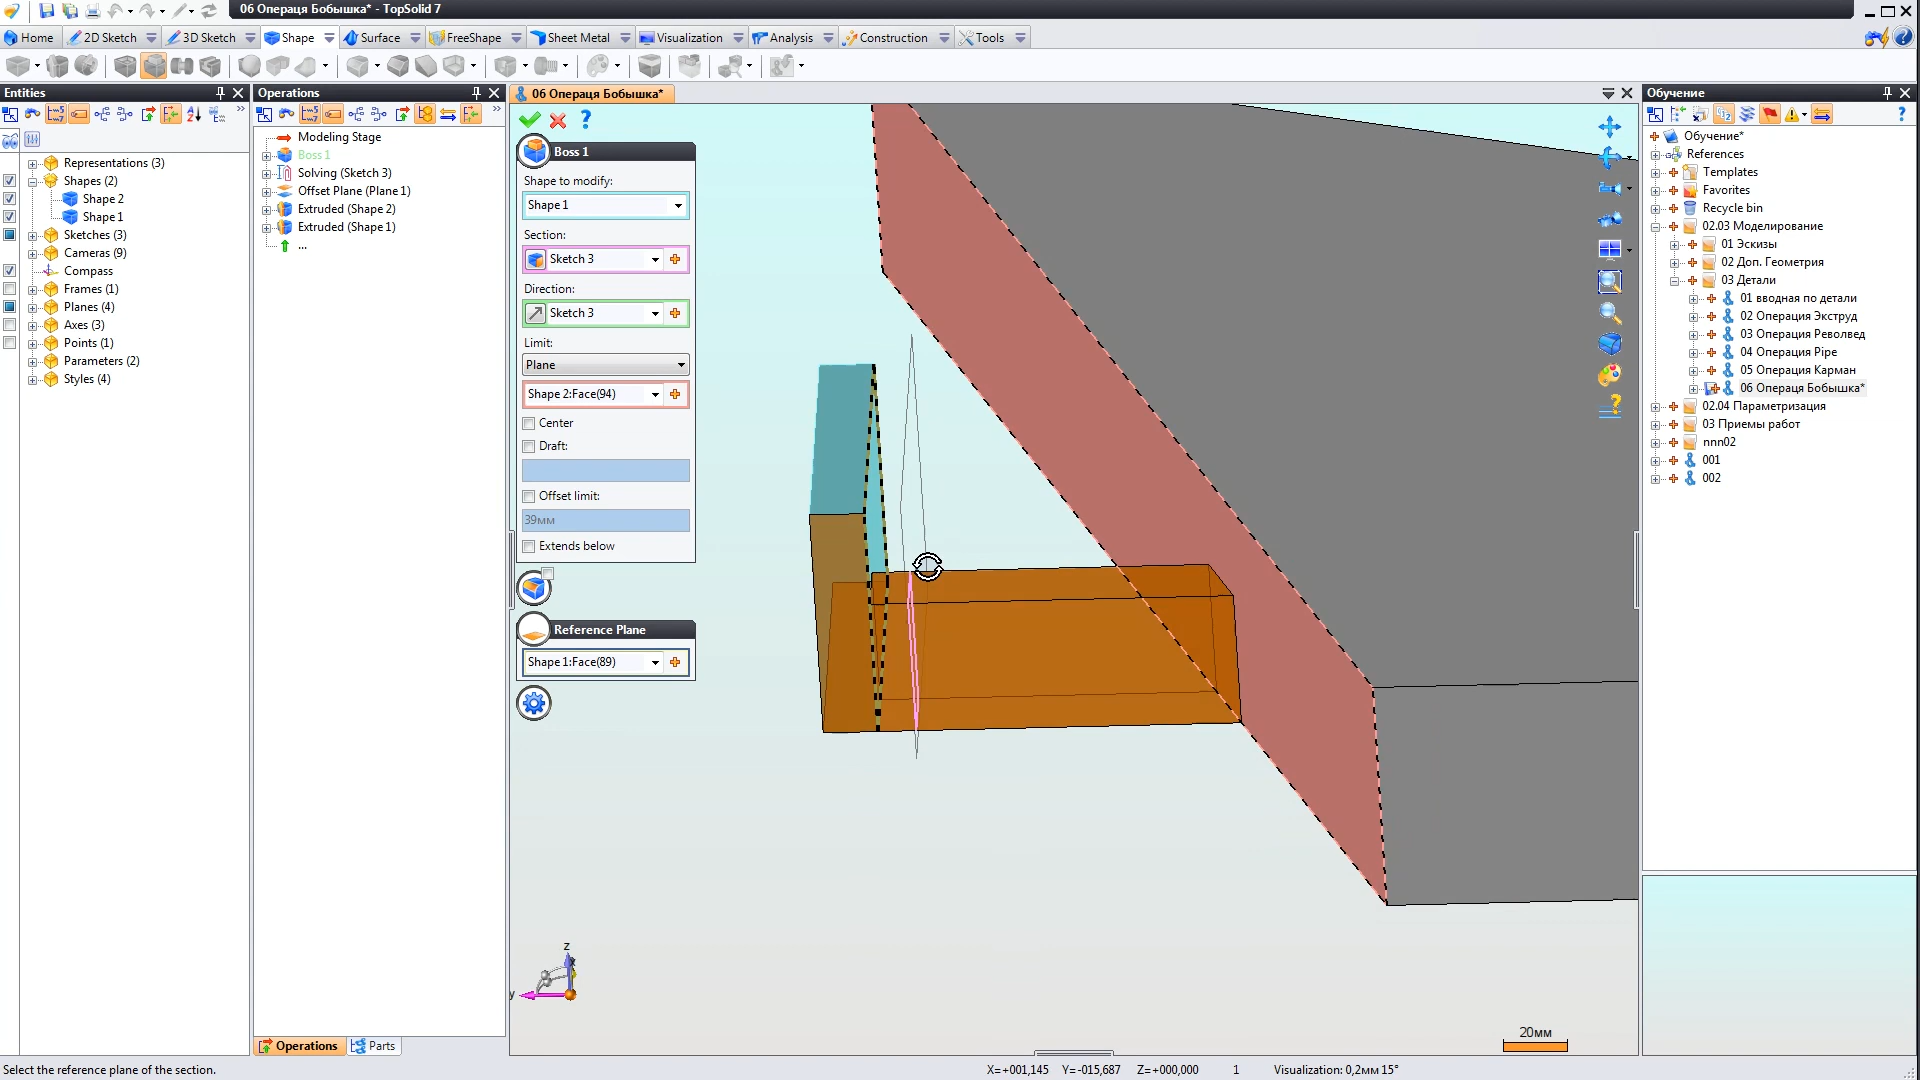 06 Операця Бобышка* - TopSolid 7
Home
2D Sketch
3D Sketch
Shape
Surface
FreeShape
Sheet Metal
Visualization
Analysis
Construction
Tools
Entities
Representations (3)
Shapes (2)
Shape 2
Shape 1
Sketches (3)
Cameras (9)
Compass
Frames (1)
Planes (4)
Axes (3)
Points (1)
Parameters (2)
Styles (4)
Operations
Modeling Stage
Boss 1
Solving (Sketch 3)
Offset Plane (Plane 1)
Extruded (Shape 2)
Extruded (Shape 1)
...
Operations
Parts
06 Операця Бобышка*
Boss 1
Shape to modify:
Shape 1
Section:
Sketch 3
Direction:
Sketch 3
Limit:
Plane
Shape 2:Face(94)
Center
Draft:
Offset limit:
39мм
Extends below
Reference Plane
Shape 1:Face(89)
z
y
20мм
Обучение
Обучение*
References
Templates
Favorites
Recycle bin
02.03 Моделирование
01 Эскизы
02 Доп. Геометрия
03 Детали
01 вводная по детали
02 Операция Экструд
03 Операция Револвед
04 Операция Pipe
05 Операция Карман
06 Операця Бобышка*
02.04 Параметризация
03 Приемы работ
nnn02
001
002
Select the reference plane of the section.
X=+001,145 Y=-015,687 Z=+000,000 1 Visualization: 0,2мм 15°